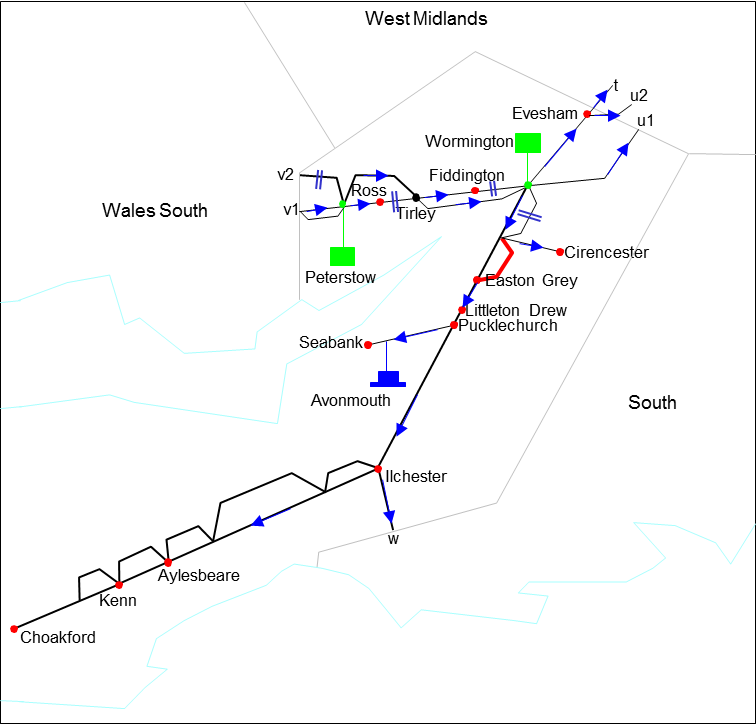 West Midlands
t
u2
Evesham
u1
Wormington
v2
Fiddington
Ross
v1
Tirley
Wales South
Cirencester
Peterstow
Easton Grey
Littleton Drew
Pucklechurch
Seabank
Avonmouth
South
Ilchester
w
Aylesbeare
Kenn
Choakford